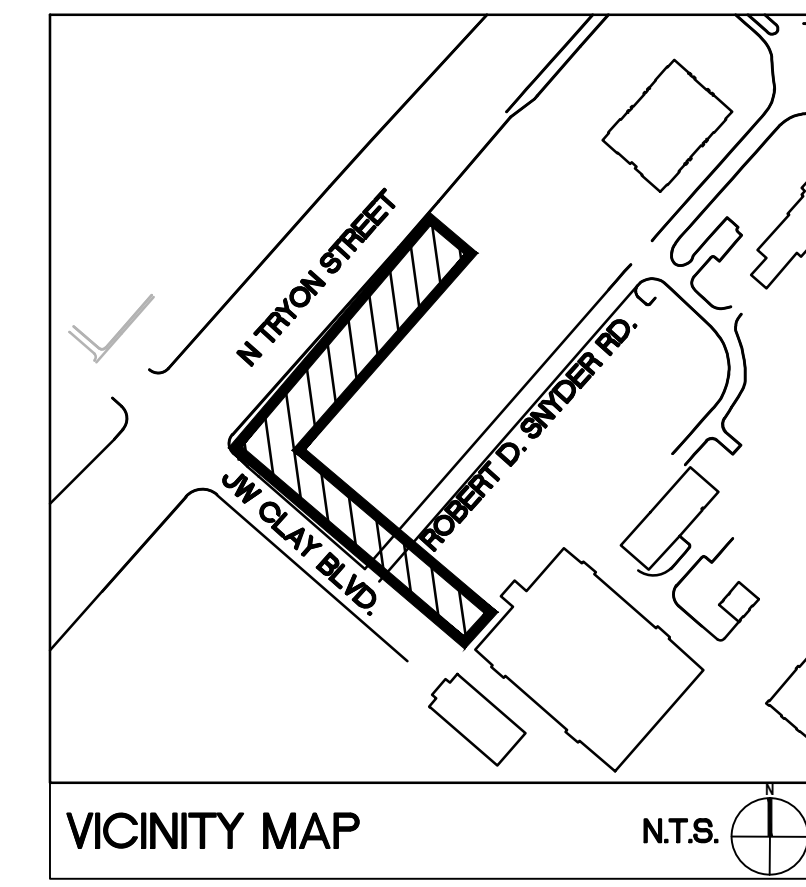 N TRYON STREET
ROBERT D. SNYDER RD.
JW CLAY BLVD.
VICINITY MAP
N.T.S.
N